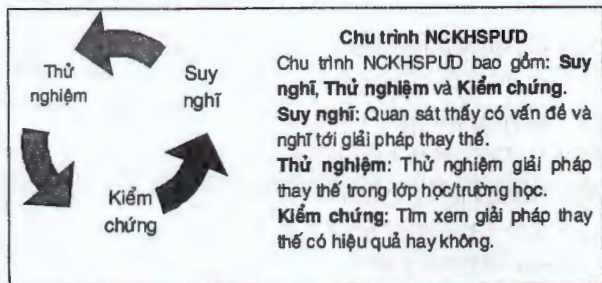 Thử
nghiệm
Suy
nghĩ
Kiểm
chứng
Chu trình NCKHSPƯD
Chu trình NCKHSPƯD bao gồm: Suy
nghĩ, Thử nghiệm và Kiểm chứng.
Suy nghĩ: Quan sát thấy có vấn đề và
nghĩ tới giải pháp thay thế.
Thử nghiệm: Thử nghiệm giải pháp
thay thế trong lớp học/trường học.
Kiểm chứng: Tìm xem giải pháp thay
thế có hiệu quả hay không.